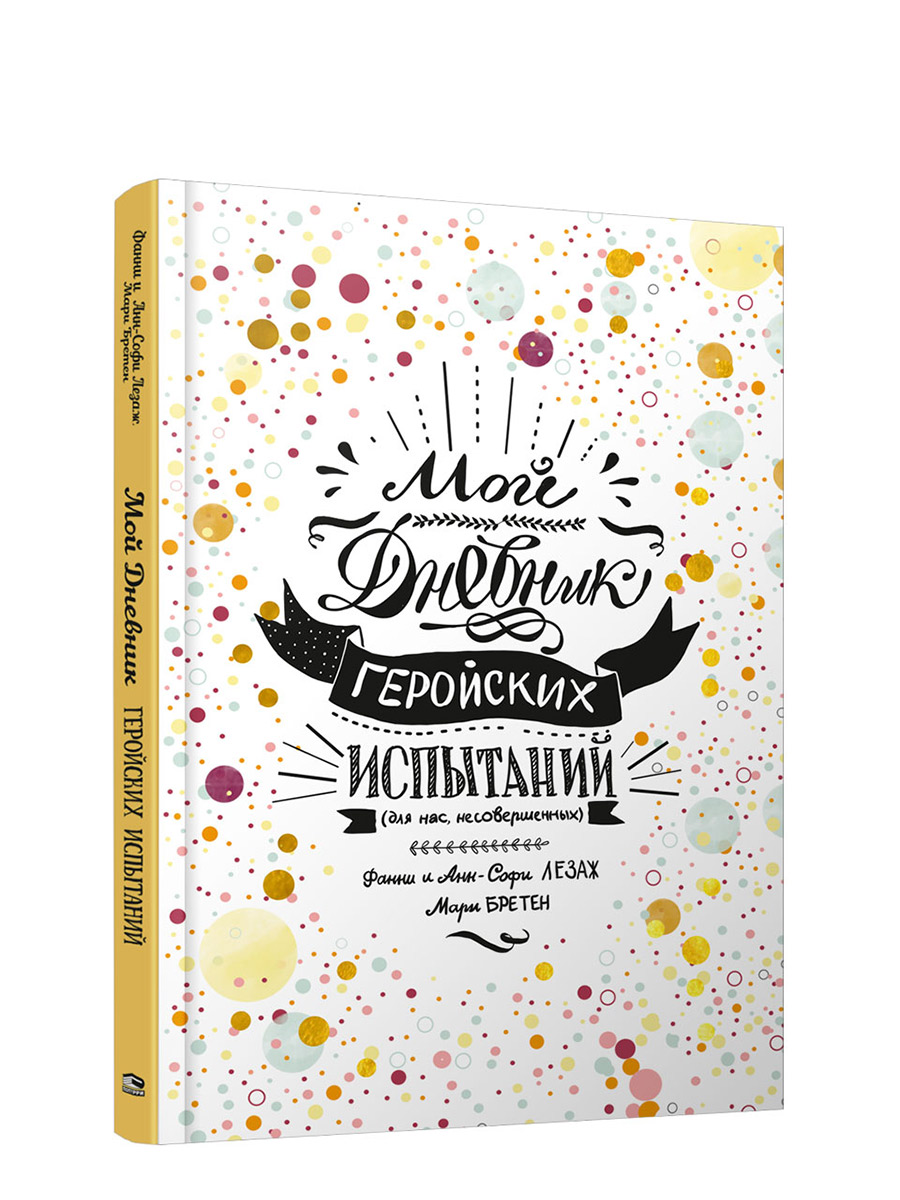 Мой
Дневник
ГЕРОЙСКИХ
ИСПЫТАНИЙ
(для нас, несовершенных)
Фанни и Анн-Софи ЛЕЗАЖ
Мари БРЕТЕН
Фанни и Анн-Софи Лезаж.
Мари Бретен
Мой Дневник ГЕРОЙСКИХ ИСПЫТАНИЙ